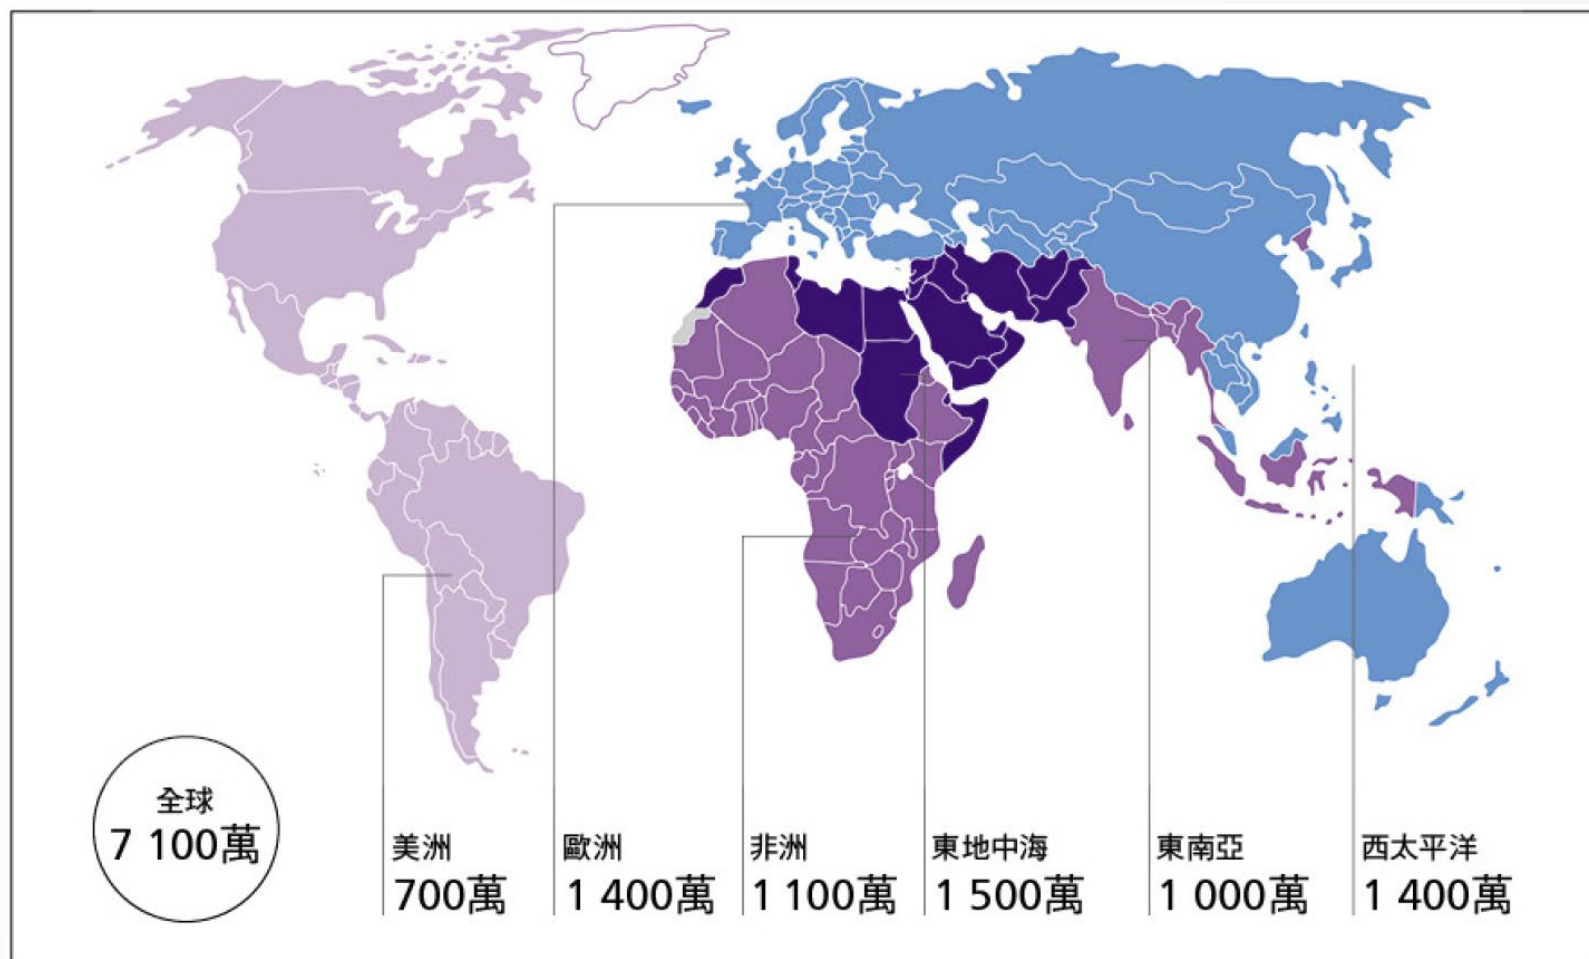 全球
7 100萬
美洲
700萬
歐洲
1 400萬
非洲
1 100萬
東地中海
1 500萬
東南亞
1 000萬
西太平洋
1 400萬